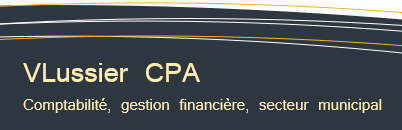 VLussier CPA
Comptabilité, gestion financière, secteur municipal